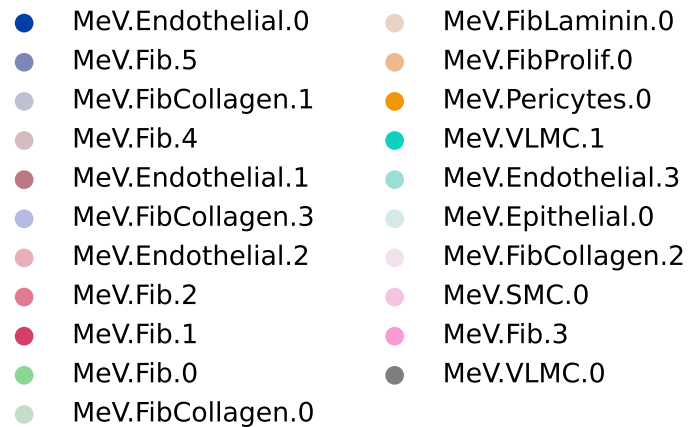 MeV.Endothelial.0
MeV.Fib.5
MeV.FibCollagen.1
MeV.Fib.4
MeV.Endothelial.1
MeV.FibCollagen.3
MeV.Endothelial.2
MeV.Fib.2
MeV.Fib.1
MeV.Fib.0
MeV.FibCollagen.0
MeV.FibLaminin.0
MeV.FibProlif.0
MeV.Pericytes.0
MeV.VLMC.1
MeV.Endothelial.3
MeV.Epithelial.0
MeV.FibCollagen.2
MeV.SMC.0
MeV.Fib.3
MeV.VLMC.0